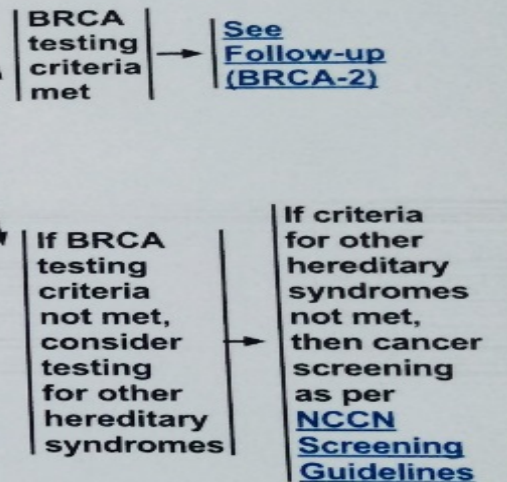 BRCA
testing
criteria
met
See
Follow-up
(BRCA-2)
If BRCA
testing
criteria
not met,
consider
testing
for other
hereditary
syndromes
If criteria
for other
hereditary
syndromes
not met,
then cancer
screening
as per
NCCN
Screening
Guidelines